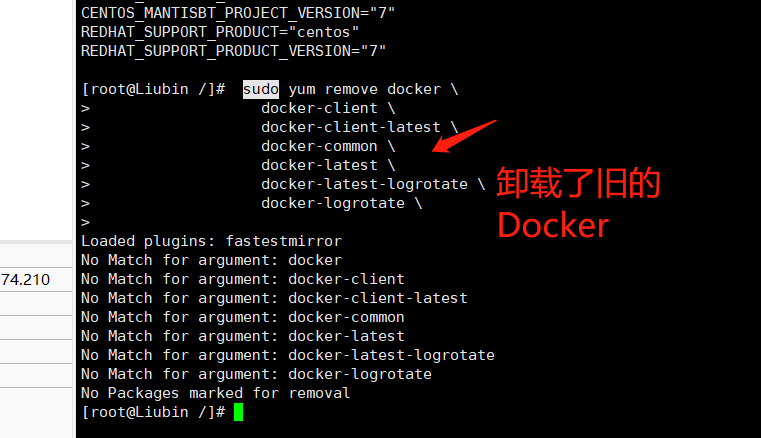 CENTOS_MANTISBT_PROJECT_VERSION="7"
REDHAT_SUPPORT_PRODUCT="centos"
REDHAT_SUPPORT_PRODUCT_VERSION="7"
[root@Liubin /]#  sudo yum remove docker \
>                   docker-client \
>                   docker-client-latest \
>                   docker-common \
>                   docker-latest \
>                   docker-latest-logrotate \
>                   docker-logrotate \
>
卸载了旧的
Docker
Loaded plugins: fastestmirror
No Match for argument: docker
No Match for argument: docker-client
No Match for argument: docker-client-latest
No Match for argument: docker-common
No Match for argument: docker-latest
No Match for argument: docker-latest-logrotate
No Match for argument: docker-logrotate
No Packages marked for removal
[root@Liubin /]#
74.210